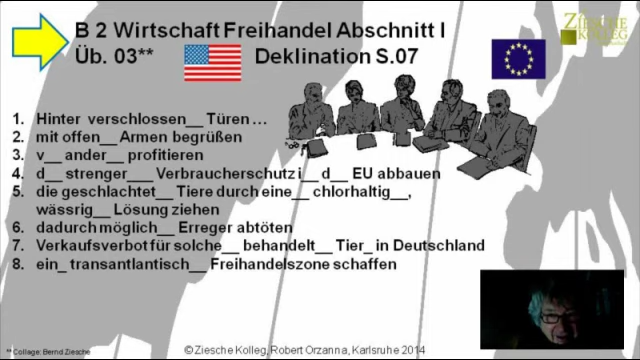 B 2 Wirtschaft Freihandel Abschnitt I
Üb. 03** Deklination S.07
ZIESCHE
KOLLEG
1. Hinter verschlossen__ Türen …
2. mit offen__ Armen begrüßen
3. v__ ander__ profitieren
4. d__ strenger___ Verbraucherschutz i__ d__ EU abbauen
5. die geschlachtet__ Tiere durch eine__ chlorhaltig__,
wässrig__ Lösung ziehen
6. dadurch möglich__ Erreger abtöten
7. Verkaufsverbot für solche__ behandelt__ Tier_ in Deutschland
8. ein_ transantlantisch__ Freihandelszone schaffen
** Collage: Bernd Ziesche
©Ziesche Kolleg, Robert Orzanna, Karlsruhe 2014